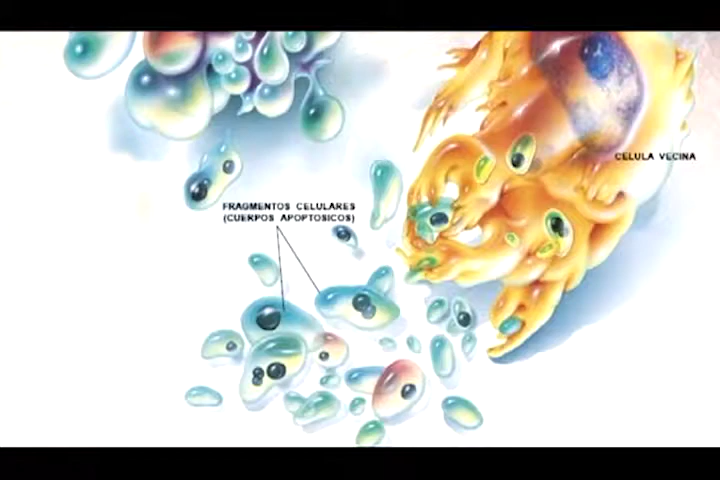 CELULA VECINA
FRAGMENTOS CELULARES
(CUERPOS APOPTOSICOS)